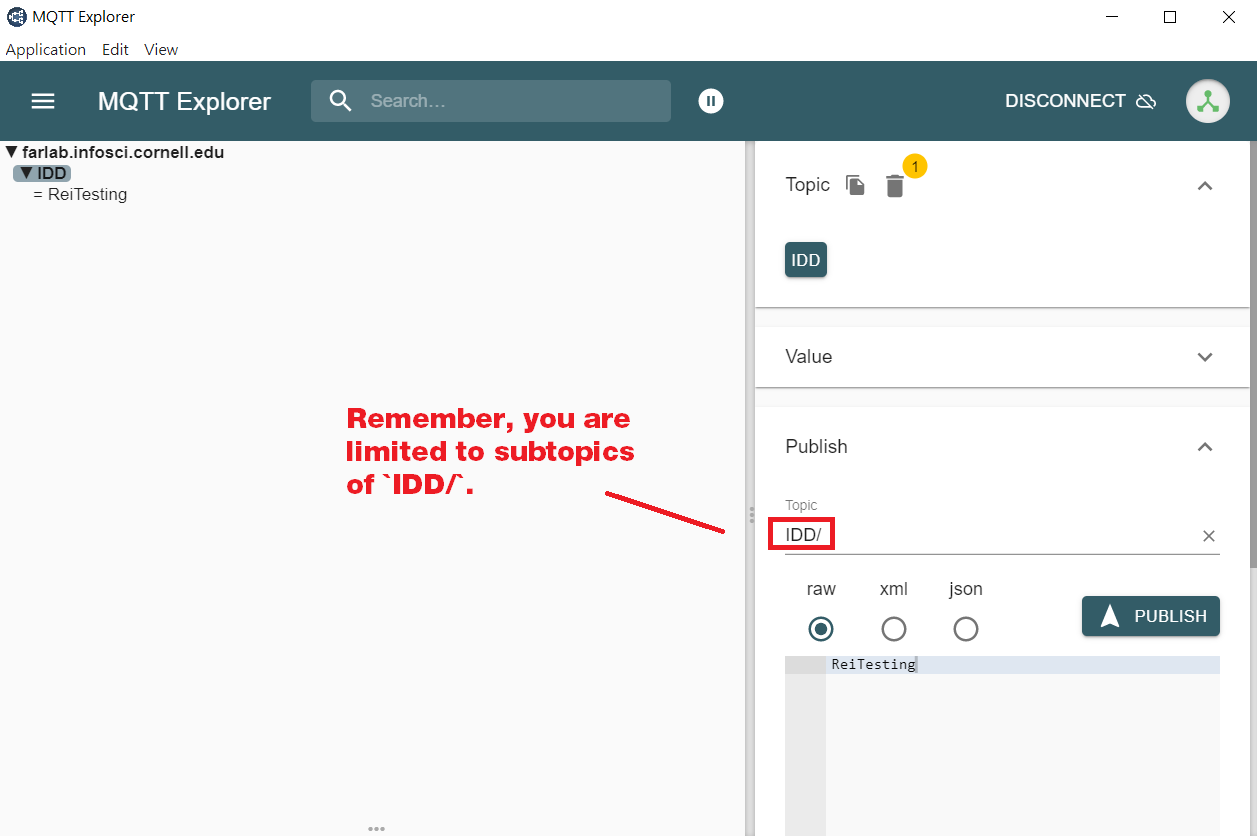 MQTT Explorer
Application Edit View
MQTT Explorer Search... DISCONNECT
▼ farlab.infosci.cornell.edu
▼ IDD
= ReiTesting
Topic 1
IDD
Value
Remember, you are
limited to subtopics
of `IDD/`.
Publish
Topic
IDD/
raw xml json
PUBLISH
ReiTesting